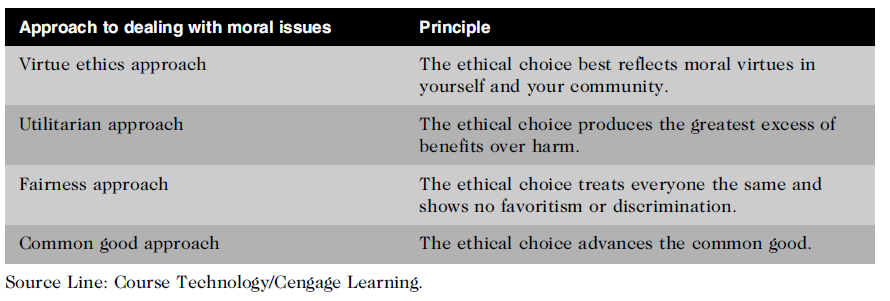 Approach to dealing with moral issues Principle
Virtue ethics approach The ethical choice best reflects moral virtues in
yourself and your community.
Utilitarian approach The ethical choice produces the greatest excess of
benefits over harm.
Fairness approach The ethical choice treats everyone the same and
shows no favoritism or discrimination.
Common good approach The ethical choice advances the common good.
Source Line: Course Technology/Cengage Learning.